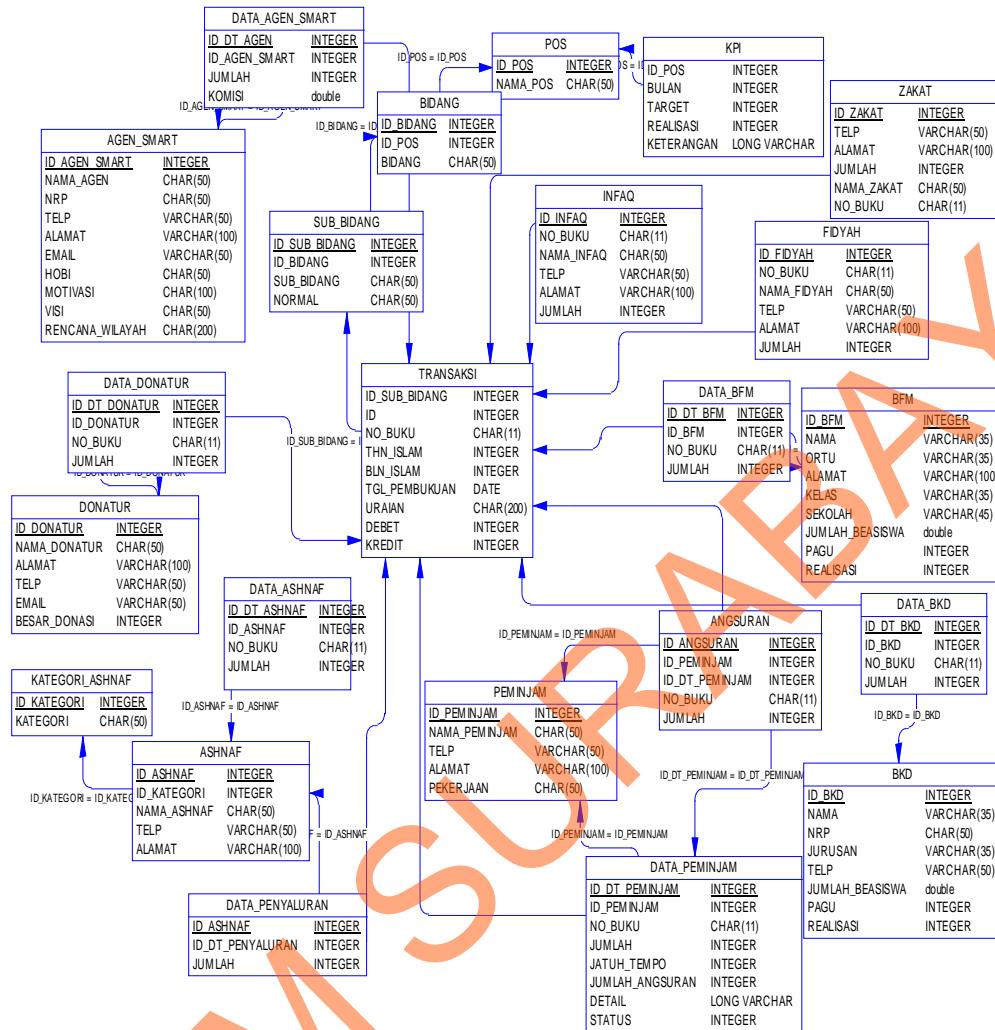 DATA_AGEN_SMART
ID_DT_AGEN INTEGER
ID_AGEN_SMART INTEGER
JUMLAH INTEGER
KOMISI double
POS
ID_POS INTEGER
NAMA_POS CHAR(50)
KPI
ID_POS INTEGER
BULAN INTEGER
TARGET INTEGER
REALISASI INTEGER
KETERANGAN LONG VARCHAR
ID_POS = ID_POS
ZAKAT
ID_ZAKAT INTEGER
TELP VARCHAR(50)
ALAMAT VARCHAR(100)
JUMLAH INTEGER
NAMA_ZAKAT CHAR(50)
NO_BUKU CHAR(11)
BIDANG
ID_BIDANG INTEGER
ID_POS INTEGER
BIDANG CHAR(50)
ID_BIDANG = ID
AGEN_SMART
ID_AGEN_SMART INTEGER
NAMA_AGEN CHAR(50)
NRP CHAR(50)
TELP VARCHAR(50)
ALAMAT VARCHAR(100)
EMAIL VARCHAR(50)
HOBI CHAR(50)
MOTIVASI CHAR(100)
VISI CHAR(50)
RENCANA_WILAYAH CHAR(200)
SUB_BIDANG
ID_SUB_BIDANG INTEGER
ID_BIDANG INTEGER
SUB_BIDANG CHAR(50)
NORMAL CHAR(50)
INFAQ
ID_INFAQ INTEGER
NO_BUKU CHAR(11)
NAMA_INFAQ CHAR(50)
TELP VARCHAR(50)
ALAMAT VARCHAR(100)
JUMLAH INTEGER
FIDYAH
ID_FIDYAH INTEGER
NO_BUKU CHAR(11)
NAMA_FIDYAH CHAR(50)
TELP VARCHAR(50)
ALAMAT VARCHAR(100)
JUMLAH INTEGER
TRANSAKSI
ID_SUB_BIDANG INTEGER
ID INTEGER
NO_BUKU CHAR(11)
THN_ISLAM INTEGER
BLN_ISLAM INTEGER
TGL_PEMBUKUAN DATE
URAIAN CHAR(200)
DEBET INTEGER
KREDIT INTEGER
DATA_DONATUR
ID_DT_DONATUR INTEGER
ID_DONATUR INTEGER
NO_BUKU CHAR(11)
JUMLAH INTEGER
ID_SUB_BIDANG = I
ID_DONATUR = ID_DONATUR
DONATUR
ID_DONATUR INTEGER
NAMA_DONATUR CHAR(50)
ALAMAT VARCHAR(100)
TELP VARCHAR(50)
EMAIL VARCHAR(50)
BESAR_DONASI INTEGER
DATA_BFM
ID_DT_BFM INTEGER
ID_BFM INTEGER
NO_BUKU CHAR(11)
JUMLAH INTEGER
BFM
ID_BFM INTEGER
NAMA VARCHAR(35)
ORTU VARCHAR(35)
ALAMAT VARCHAR(100
KELAS VARCHAR(35)
SEKOLAH VARCHAR(45)
JUMLAH_BEASISWA double
PAGU INTEGER
REALISASI INTEGER
DATA_ASHNAF
ID_DT_ASHNAF INTEGER
ID_ASHNAF INTEGER
NO_BUKU CHAR(11)
JUMLAH INTEGER
ID_ASHNAF = ID_ASHNAF
KATEGORI_ASHNAF
ID_KATEGORI INTEGER
KATEGORI CHAR(50)
ID_KATEGORI = ID_KATEG
ASHNAF
ID_ASHNAF INTEGER
ID_KATEGORI INTEGER
NAMA_ASHNAF CHAR(50)
TELP VARCHAR(50)
ALAMAT VARCHAR(100)
F = ID_ASHNAF
DATA_PENYALURAN
ID_ASHNAF INTEGER
ID_DT_PENYALURAN INTEGER
JUMLAH INTEGER
ANGSURAN
ID_ANGSURAN INTEGER
ID_PEMINJAM INTEGER
ID_DT_PEMINJAM INTEGER
NO_BUKU CHAR(11)
JUMLAH INTEGER
ID_PEMINJAM = ID_PEMINJAM
PEMINJAM
ID_PEMINJAM INTEGER
NAMA_PEMINJAM CHAR(50)
TELP VARCHAR(50)
ALAMAT VARCHAR(100)
PEKERJAAN CHAR(50)
ID_DT_PEMINJAM = ID_DT_PEMINJAM
ID_PEMINJAM = ID_PEMINJAM
DATA_PEMINJAM
ID_DT_PEMINJAM INTEGER
ID_PEMINJAM INTEGER
NO_BUKU CHAR(11)
JUMLAH INTEGER
JATUH_TEMPO INTEGER
JUMLAH_ANGSURAN INTEGER
DETAIL LONG VARCHAR
STATUS INTEGER
DATA_BKD
ID_DT_BKD INTEGER
ID_BKD INTEGER
NO_BUKU CHAR(11)
JUMLAH INTEGER
ID_BKD = ID_BKD
BKD
ID_BKD INTEGER
NAMA VARCHAR(35)
NRP CHAR(50)
JURUSAN VARCHAR(35)
TELP VARCHAR(50)
JUMLAH_BEASISWA double
PAGU INTEGER
REALISASI INTEGER
M SURABAY